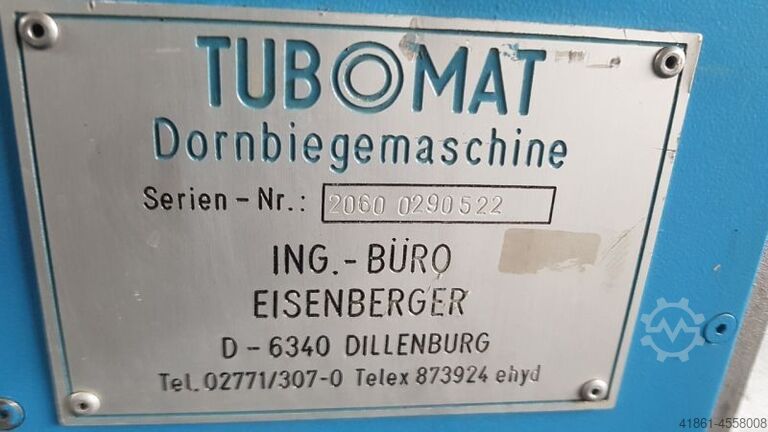 TUBOMAT
Dornbiegemaschine
Serien - Nr.: 2060 0290522
ING. - BÜRO
EISENBERGER
D - 6340 DILLENBURG
Tel. 02771/307-0 Telex 873924 ehyd
41861-4558008